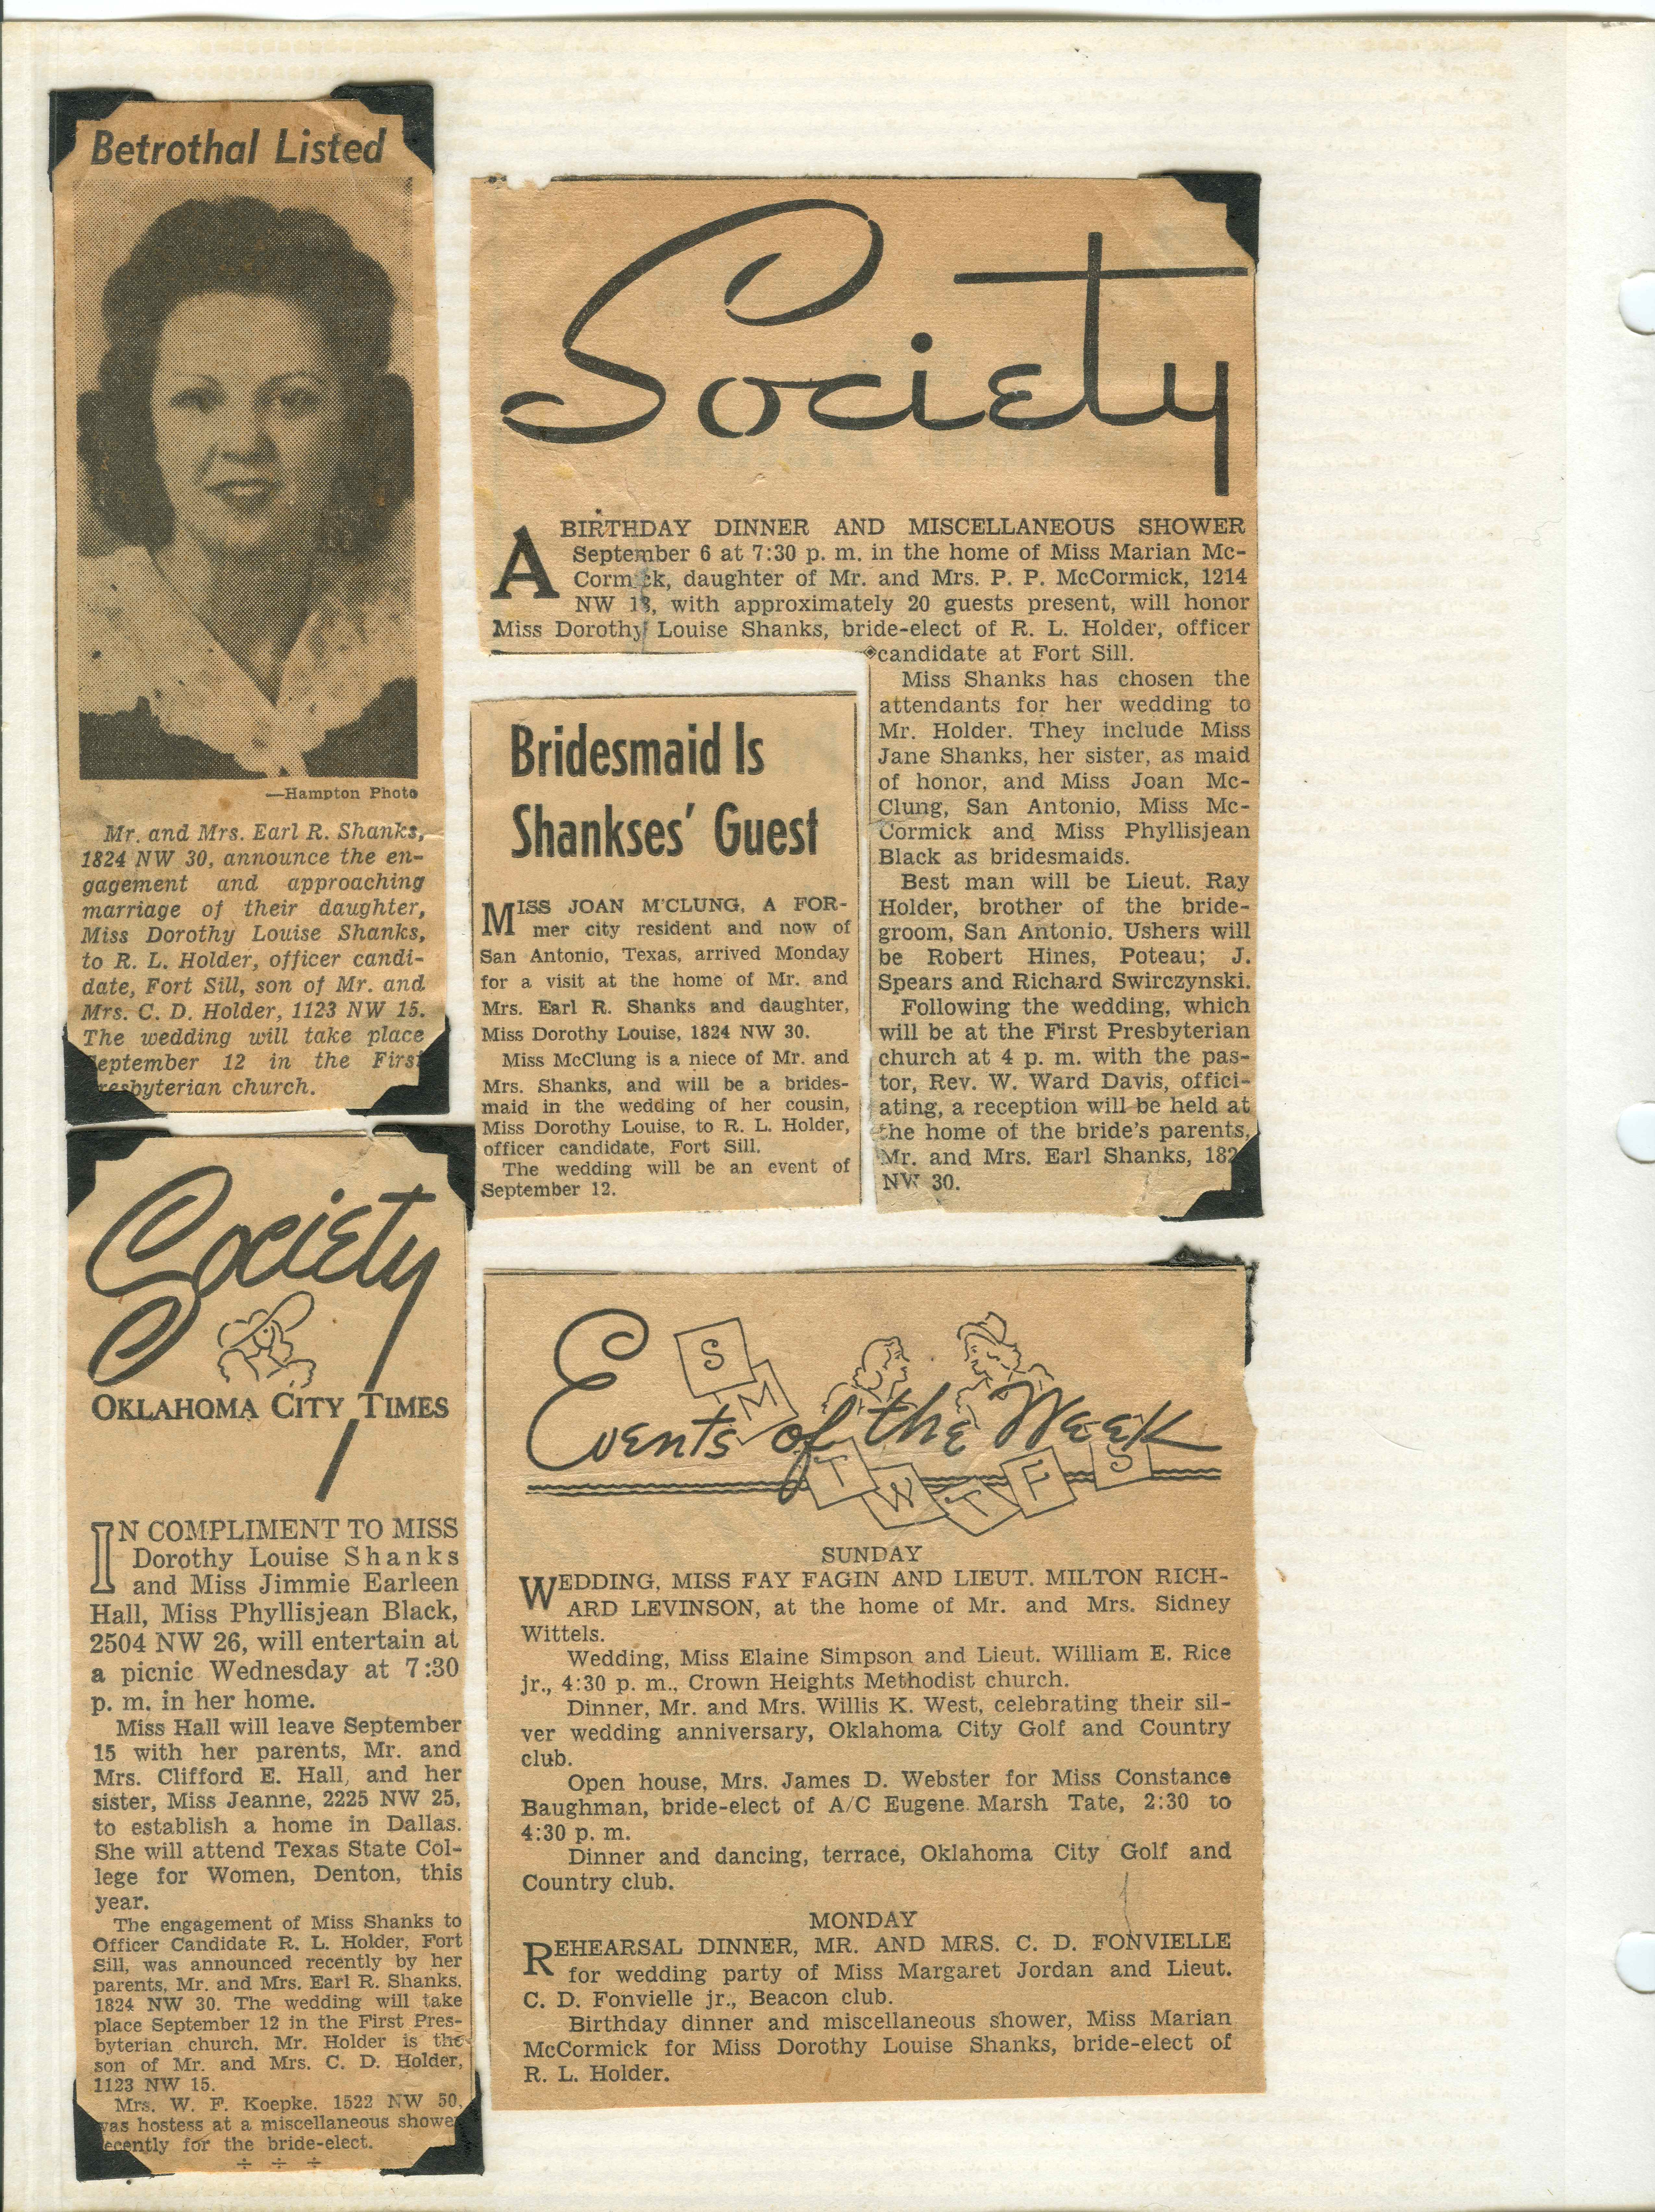 Betrothal Listed
—Hampton Photo
Mr. and Mrs. Earl R. Shanks,
1824 NW 30, announce the en-
gagement and approaching
marriage of their daughter,
Miss Dorothy Louise Shanks,
to R. L. Holder, officer candi-
date, Fort Sill, son of Mr. and
Mrs. C. D. Holder, 1123 NW 15.
The wedding will take place
eptember 12 in the First
resbyterian church.
Society
A BIRTHDAY DINNER AND MISCELLANEOUS SHOWER
September 6 at 7:30 p. m. in the home of Miss Marian Mc-
Cormick, daughter of Mr. and Mrs. P. P. McCormick, 1214
NW 18, with approximately 20 guests present, will honor
Miss Dorothy Louise Shanks, bride-elect of R. L. Holder, officer
candidate at Fort Sill.
Miss Shanks has chosen the
attendants for her wedding to
Mr. Holder. They include Miss
Jane Shanks, her sister, as maid
of honor, and Miss Joan Mc-
Clung, San Antonio, Miss Mc-
Cormick and Miss Phyllisjean
Black as bridesmaids.
Best man will be Lieut. Ray
Holder, brother of the bride-
groom, San Antonio. Ushers will
be Robert Hines, Poteau; J.
Spears and Richard Swirczynski.
Following the wedding, which
will be at the First Presbyterian
church at 4 p. m. with the pas-
tor, Rev. W. Ward Davis, offici-
ating, a reception will be held at
the home of the bride's parents,
Mr. and Mrs. Earl Shanks, 182
NW 30.
Bridesmaid Is
Shankses' Guest
MISS JOAN M'CLUNG, A FOR-
mer city resident and now of
San Antonio, Texas, arrived Monday
for a visit at the home of Mr. and
Mrs. Earl R. Shanks and daughter,
Miss Dorothy Louise, 1824 NW 30.
Miss McClung is a niece of Mr. and
Mrs. Shanks, and will be a brides-
maid in the wedding of her cousin,
Miss Dorothy Louise, to R. L. Holder,
officer candidate, Fort Sill.
The wedding will be an event of
September 12.
Society
OKLAHOMA CITY TIMES
IN COMPLIMENT TO MISS
Dorothy Louise Shanks
and Miss Jimmie Earleen
Hall, Miss Phyllisjean Black,
2504 NW 26, will entertain at
a picnic Wednesday at 7:30
p. m. in her home.
Miss Hall will leave September
15 with her parents, Mr. and
Mrs. Clifford E. Hall, and her
sister, Miss Jeanne, 2225 NW 25,
to establish a home in Dallas.
She will attend Texas State Col-
lege for Women, Denton, this
year.
The engagement of Miss Shanks to
Officer Candidate R. L. Holder, Fort
Sill, was announced recently by her
parents, Mr. and Mrs. Earl R. Shanks,
1824 NW 30. The wedding will take
place September 12 in the First Pres-
byterian church. Mr. Holder is the
son of Mr. and Mrs. C. D. Holder,
1123 NW 15.
Mrs. W. F. Koepke, 1522 NW 50,
was hostess at a miscellaneous showe
ecently for the bride-elect.
÷ ÷ ÷
Events of the Week
S M T W T F S
SUNDAY
WEDDING, MISS FAY FAGIN AND LIEUT. MILTON RICH-
ARD LEVINSON, at the home of Mr. and Mrs. Sidney
Wittels.
Wedding, Miss Elaine Simpson and Lieut. William E. Rice
jr., 4:30 p. m., Crown Heights Methodist church.
Dinner, Mr. and Mrs. Willis K. West, celebrating their sil-
ver wedding anniversary, Oklahoma City Golf and Country
club.
Open house, Mrs. James D. Webster for Miss Constance
Baughman, bride-elect of A/C Eugene Marsh Tate, 2:30 to
4:30 p. m.
Dinner and dancing, terrace, Oklahoma City Golf and
Country club.
MONDAY
REHEARSAL DINNER, MR. AND MRS. C. D. FONVIELLE
for wedding party of Miss Margaret Jordan and Lieut.
C. D. Fonvielle jr., Beacon club.
Birthday dinner and miscellaneous shower, Miss Marian
McCormick for Miss Dorothy Louise Shanks, bride-elect of
R. L. Holder.